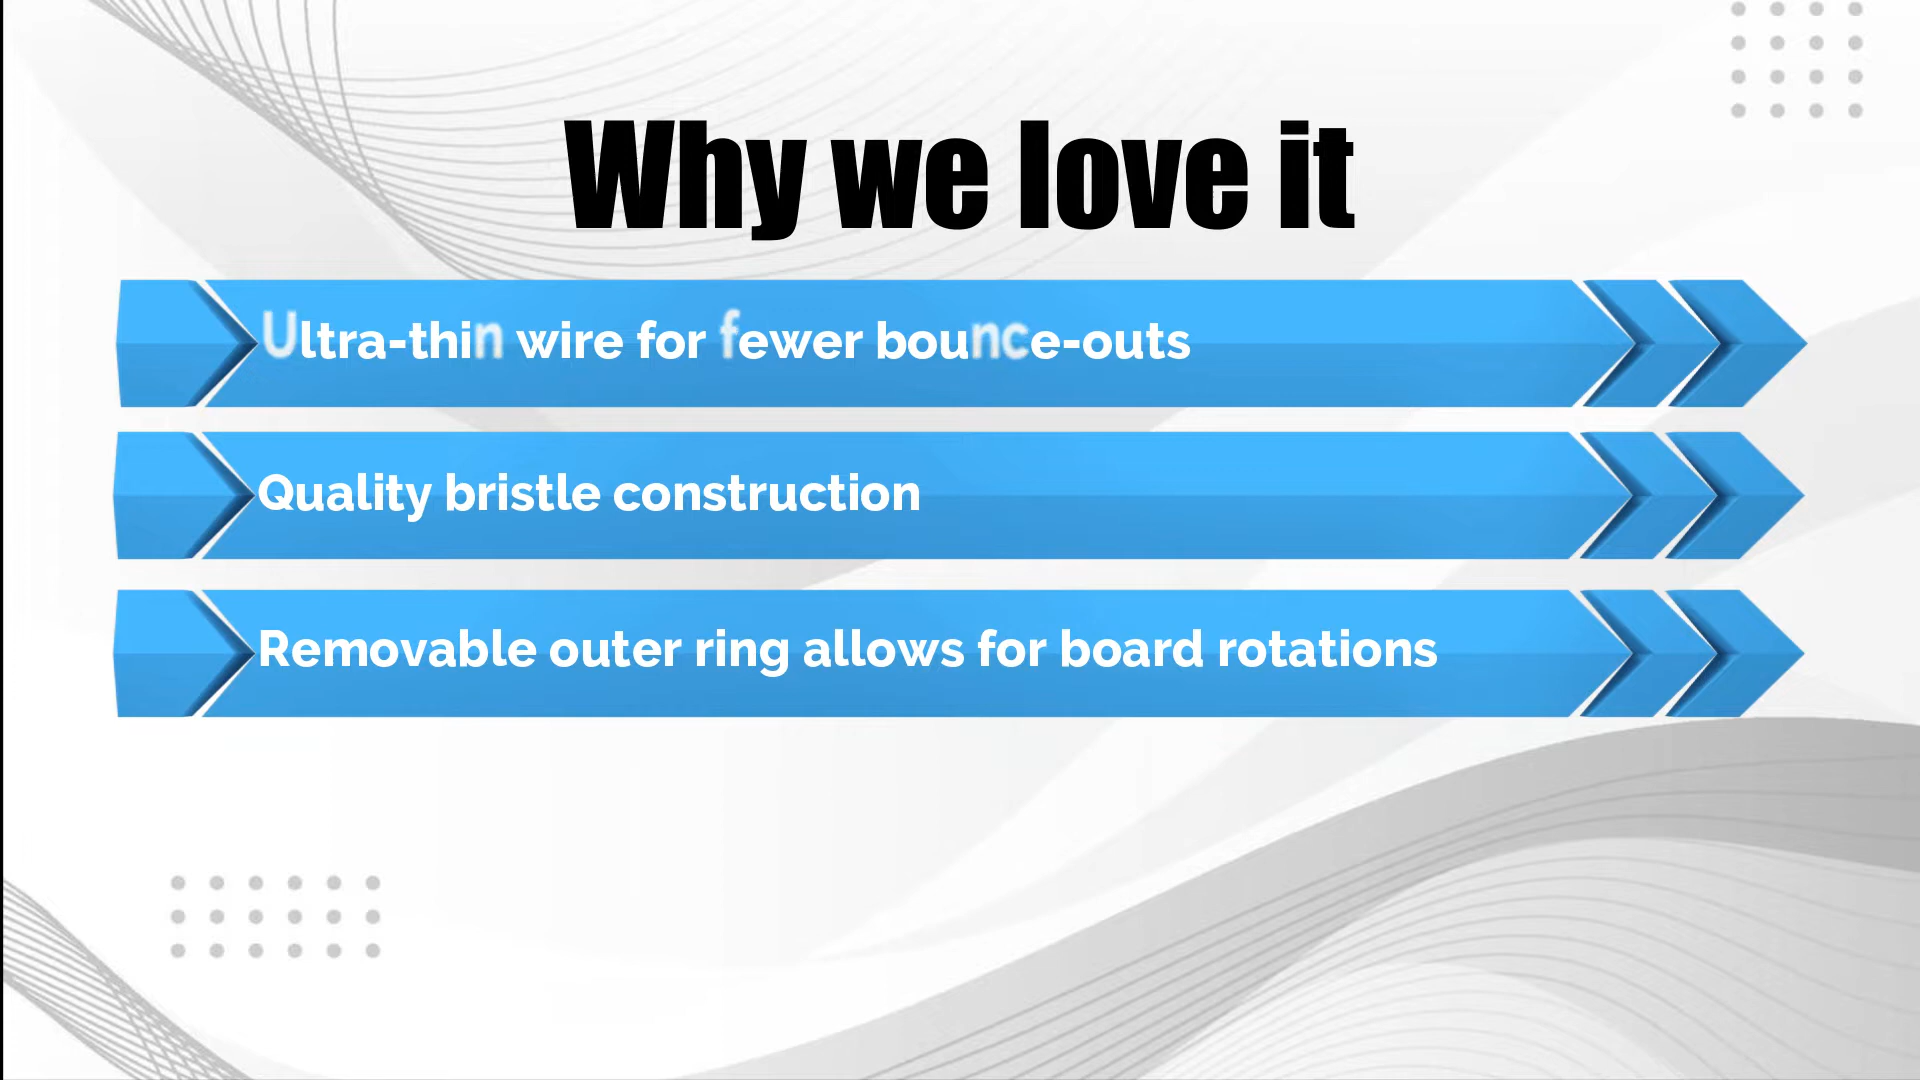 Why we love it
Ultra-thin wire for fewer bounce-outs
Quality bristle construction
Removable outer ring allows for board rotations